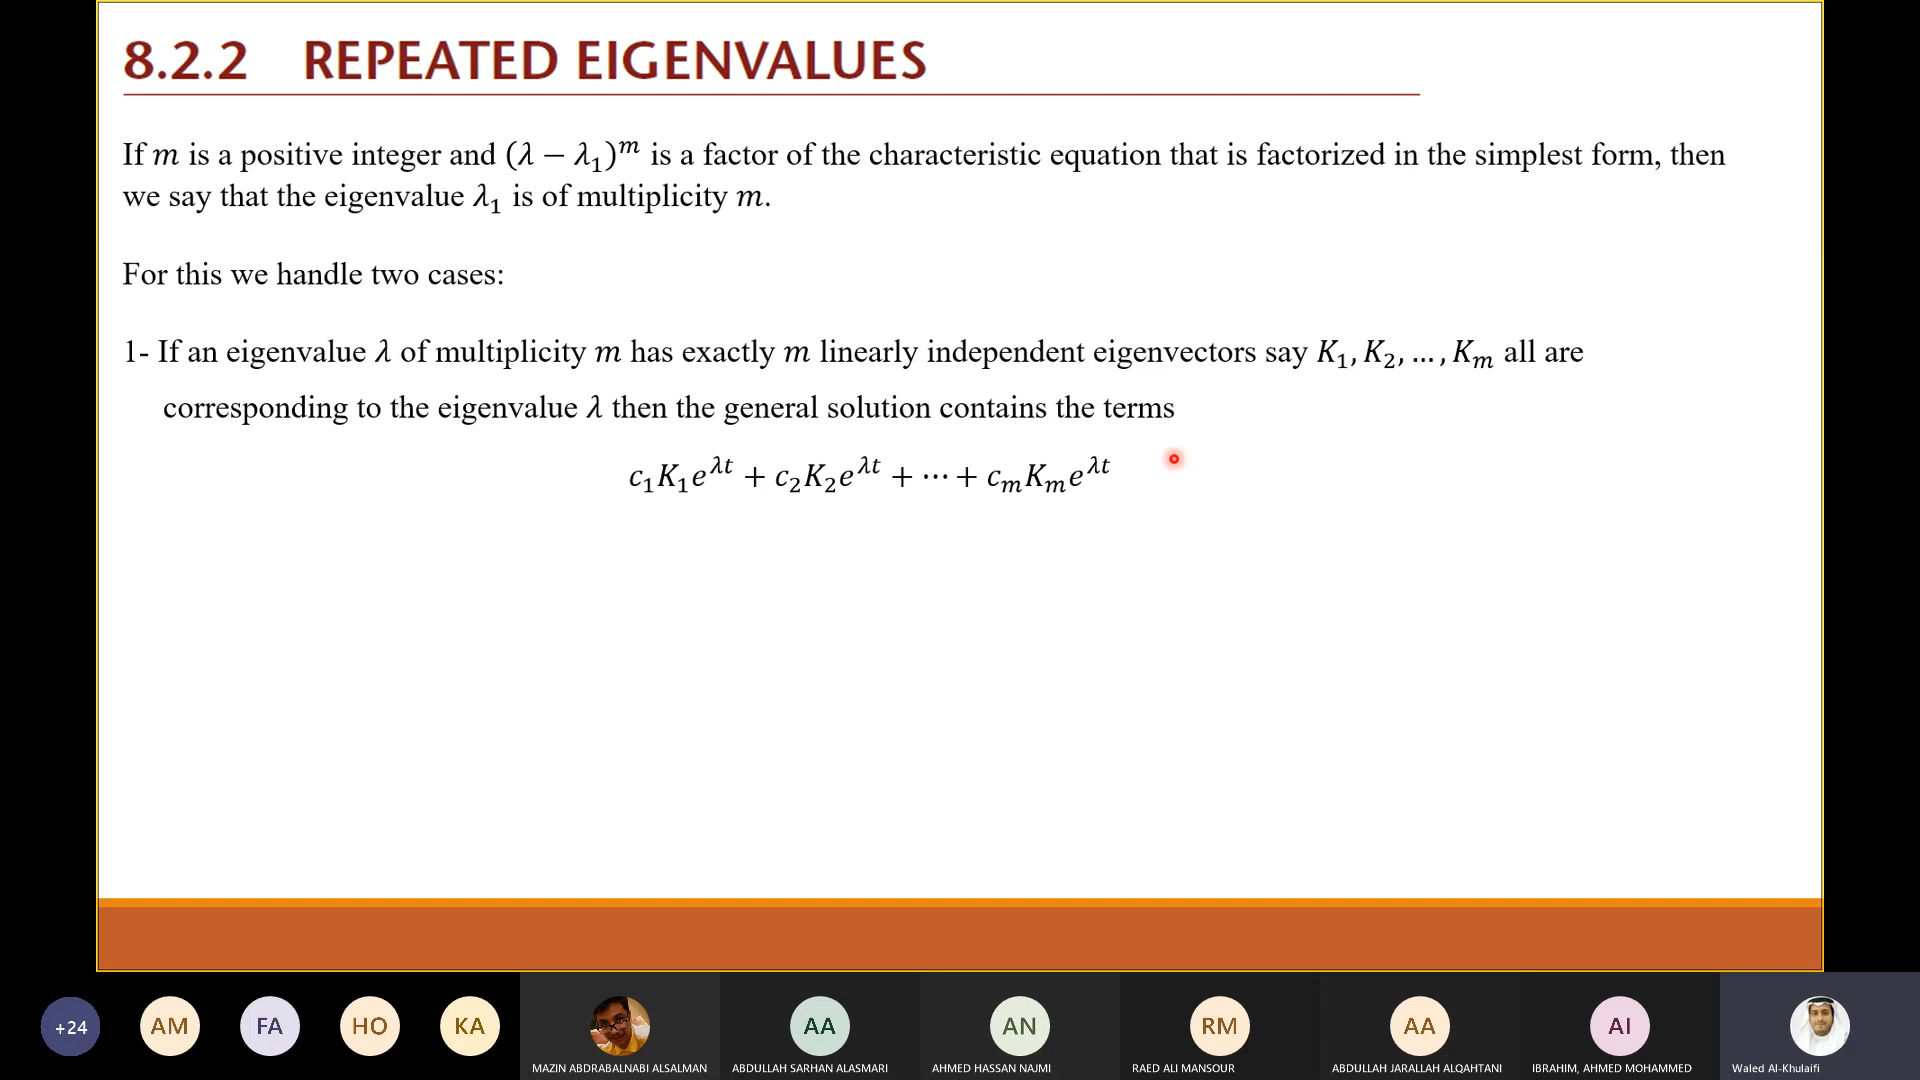 8.2.2 REPEATED EIGENVALUES
If 𝑚 is a positive integer and (𝜆 − 𝜆₁)ᵐ is a factor of the characteristic equation that is factorized in the simplest form, then
we say that the eigenvalue 𝜆₁ is of multiplicity 𝑚.
For this we handle two cases:
1- If an eigenvalue 𝜆 of multiplicity 𝑚 has exactly 𝑚 linearly independent eigenvectors say 𝐾₁, 𝐾₂, … , 𝐾ₘ all are
corresponding to the eigenvalue 𝜆 then the general solution contains the terms
𝑐₁𝐾₁𝑒^{𝜆𝑡} + 𝑐₂𝐾₂𝑒^{𝜆𝑡} + ⋯ + 𝑐ₘ𝐾ₘ𝑒^{𝜆𝑡}
+24 AM FA HO KA AA AN RM AA AI
MAZIN ABDRABALNABI ALSALMAN ABDULLAH SARHAN ALASMARI AHMED HASSAN NAJMI RAED ALI MANSOUR ABDULLAH JARALLAH ALQAHTANI IBRAHIM, AHMED MOHAMMED Waled Al-Khulaifi